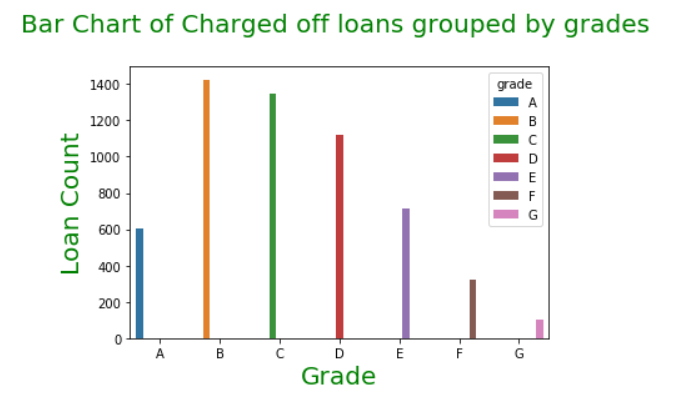 Bar Chart of Charged off loans grouped by grades
Loan Count
1400
1200
1000
800
600
400
200
0
grade
A
B
C
D
E
F
G
A B C D E F G
Grade